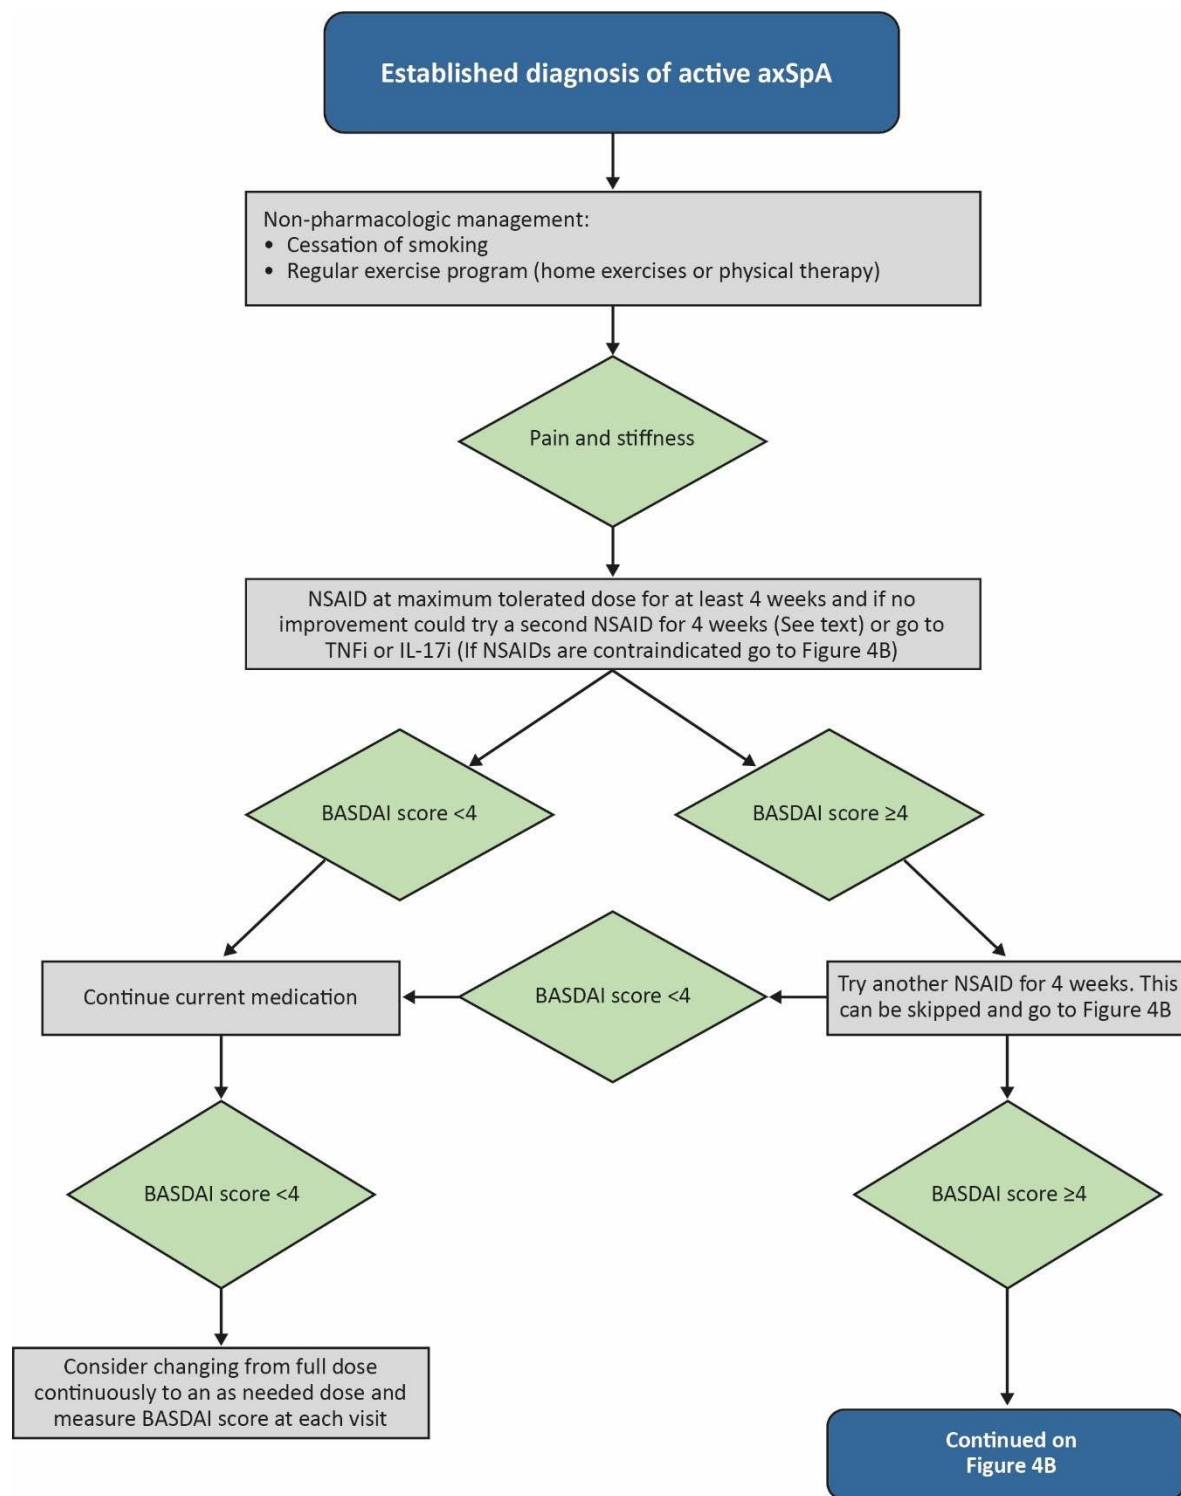 Established diagnosis of active axSpA
Non-pharmacologic management:
• Cessation of smoking
• Regular exercise program (home exercises or physical therapy)
Pain and stiffness
NSAID at maximum tolerated dose for at least 4 weeks and if no
improvement could try a second NSAID for 4 weeks (See text) or go to
TNFi or IL-17i (If NSAIDs are contraindicated go to Figure 4B)
BASDAI score <4
BASDAI score ≥4
Continue current medication
BASDAI score <4
Try another NSAID for 4 weeks. This
can be skipped and go to Figure 4B
BASDAI score <4
BASDAI score ≥4
Consider changing from full dose
continuously to an as needed dose and
measure BASDAI score at each visit
Continued on
Figure 4B